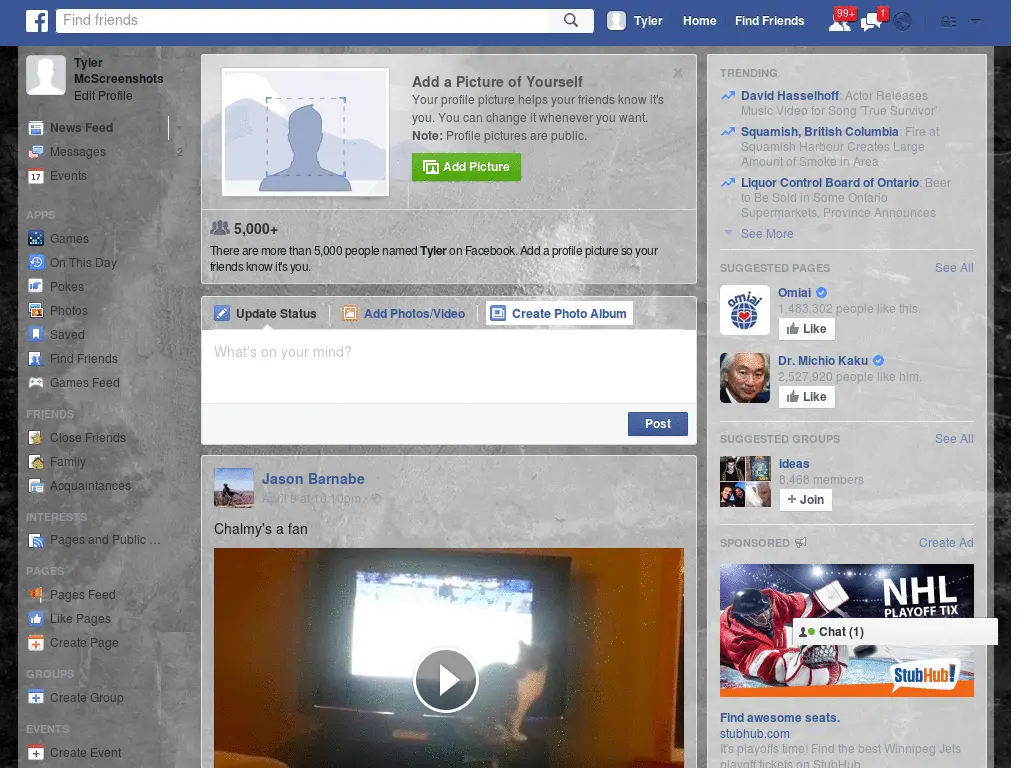 Find friends
Tyler
Home
Find Friends
99+
1
Tyler
McScreenshots
Edit Profile
News Feed
Messages
2
17
Events
APPS
Games
On This Day
Pokes
Photos
Saved
Find Friends
Games Feed
FRIENDS
Close Friends
Family
Acquaintances
INTERESTS
Pages and Public ...
PAGES
Pages Feed
Like Pages
Create Page
GROUPS
Create Group
EVENTS
Create Event
Add a Picture of Yourself
Your profile picture helps your friends know it's
you. You can change it whenever you want.
Note: Profile pictures are public.
Add Picture
5,000+
There are more than 5,000 people named Tyler on Facebook. Add a profile picture so your
friends know it's you.
Update Status
Add Photos/Video
Create Photo Album
What's on your mind?
Post
Jason Barnabe
April 9 at 10:10pm
Chalmy's a fan
TRENDING
David Hasselhoff: Actor Releases
Music Video for Song 'True Survivor'
Squamish, British Columbia: Fire at
Squamish Harbour Creates Large
Amount of Smoke in Area
Liquor Control Board of Ontario: Beer
to Be Sold in Some Ontario
Supermarkets, Province Announces
See More
SUGGESTED PAGES
See All
omiai
Omiai
1,483,302 people like this.
Like
Dr. Michio Kaku
2,527,920 people like him.
Like
SUGGESTED GROUPS
See All
ideas
8,468 members
+ Join
SPONSORED
Create Ad
NHL
PLAYOFF TIX
Chat (1)
StubHub!
Find awesome seats.
stubhub.com
It's playoffs time! Find the best Winnipeg Jets
playoff tickets on StubHub.